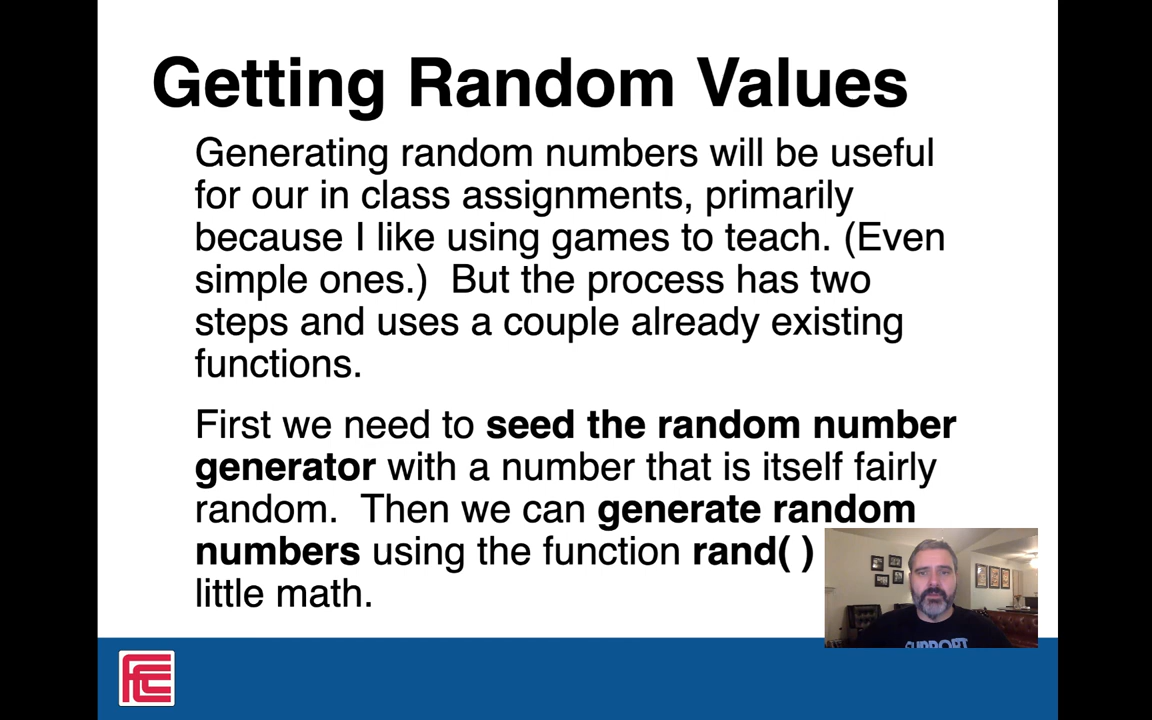 Getting Random Values
Generating random numbers will be useful
for our in class assignments, primarily
because I like using games to teach. (Even
simple ones.)  But the process has two
steps and uses a couple already existing
functions.
First we need to seed the random number
generator with a number that is itself fairly
random.  Then we can generate random
numbers using the function rand( )
little math.
SUPPORT
FCC